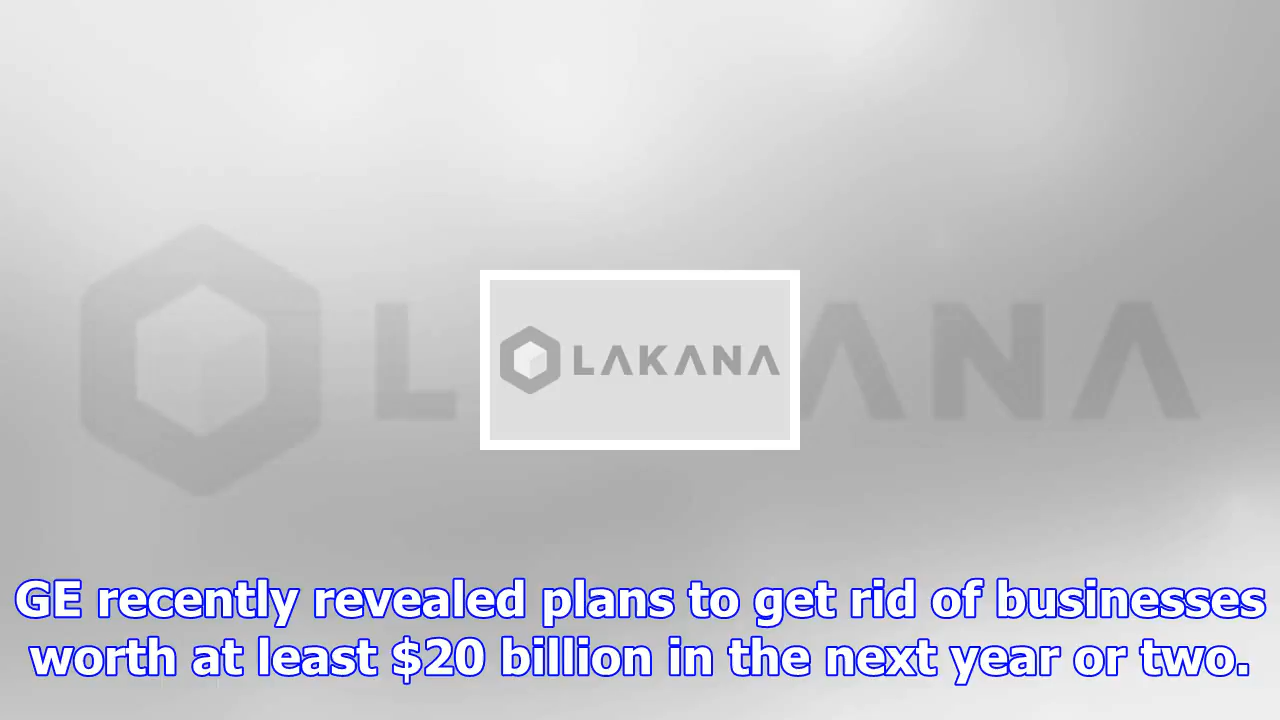 LAKANA
LAKANA
GE recently revealed plans to get rid of businesses
worth at least $20 billion in the next year or two.